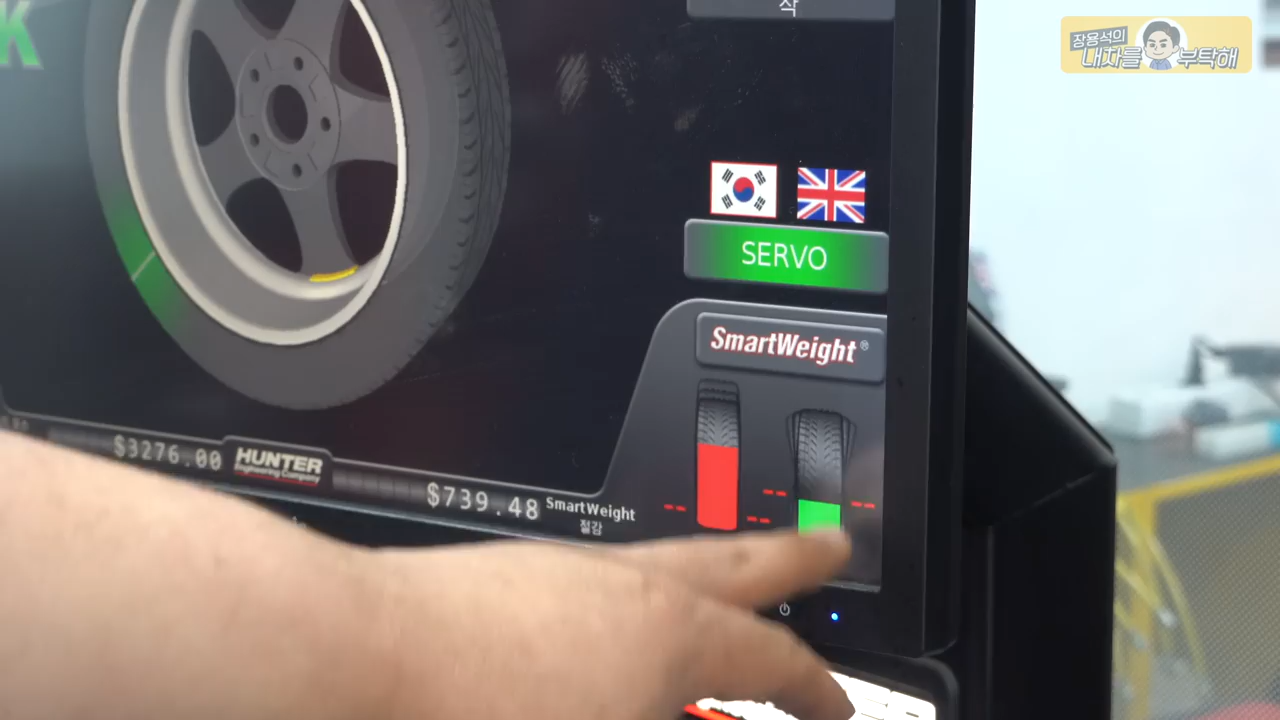 K
작
장용석의
내차를 부탁해
SERVO
SmartWeight®
$3276.00
HUNTER
Engineering Company
$739.48
SmartWeight
절감
-- -- -- --